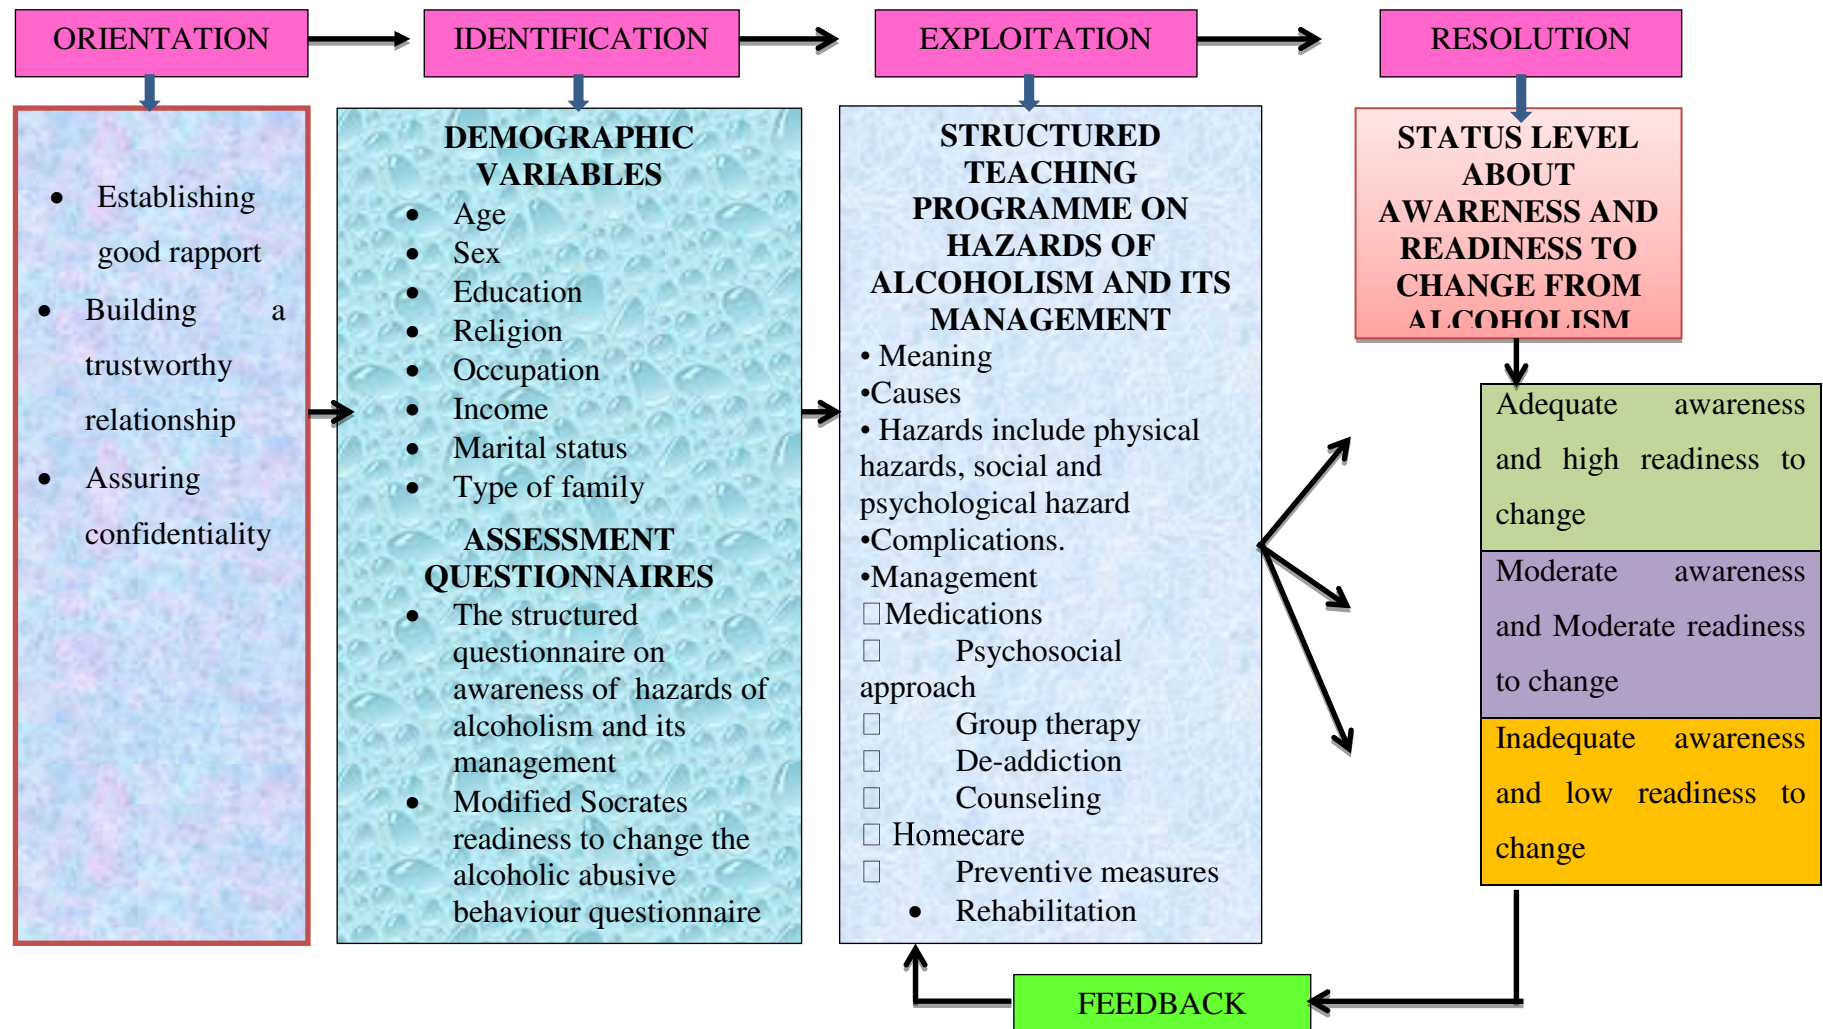 ORIENTATION
IDENTIFICATION
EXPLOITATION
RESOLUTION
• Establishing
good rapport
• Building a
trustworthy
relationship
• Assuring
confidentiality
DEMOGRAPHIC
VARIABLES
• Age
• Sex
• Education
• Religion
• Occupation
• Income
• Marital status
• Type of family
ASSESSMENT
QUESTIONNAIRES
• The structured
questionnaire on
awareness of hazards of
alcoholism and its
management
• Modified Socrates
readiness to change the
alcoholic abusive
behaviour questionnaire
STRUCTURED
TEACHING
PROGRAMME ON
HAZARDS OF
ALCOHOLISM AND ITS
MANAGEMENT
• Meaning
•Causes
• Hazards include physical
hazards, social and
psychological hazard
•Complications.
•Management
□Medications
□ Psychosocial
approach
□ Group therapy
□ De-addiction
□ Counseling
□ Homecare
□ Preventive measures
• Rehabilitation
STATUS LEVEL
ABOUT
AWARENESS AND
READINESS TO
CHANGE FROM
ALCOHOLISM
Adequate awareness
and high readiness to
change
Moderate awareness
and Moderate readiness
to change
Inadequate awareness
and low readiness to
change
FEEDBACK